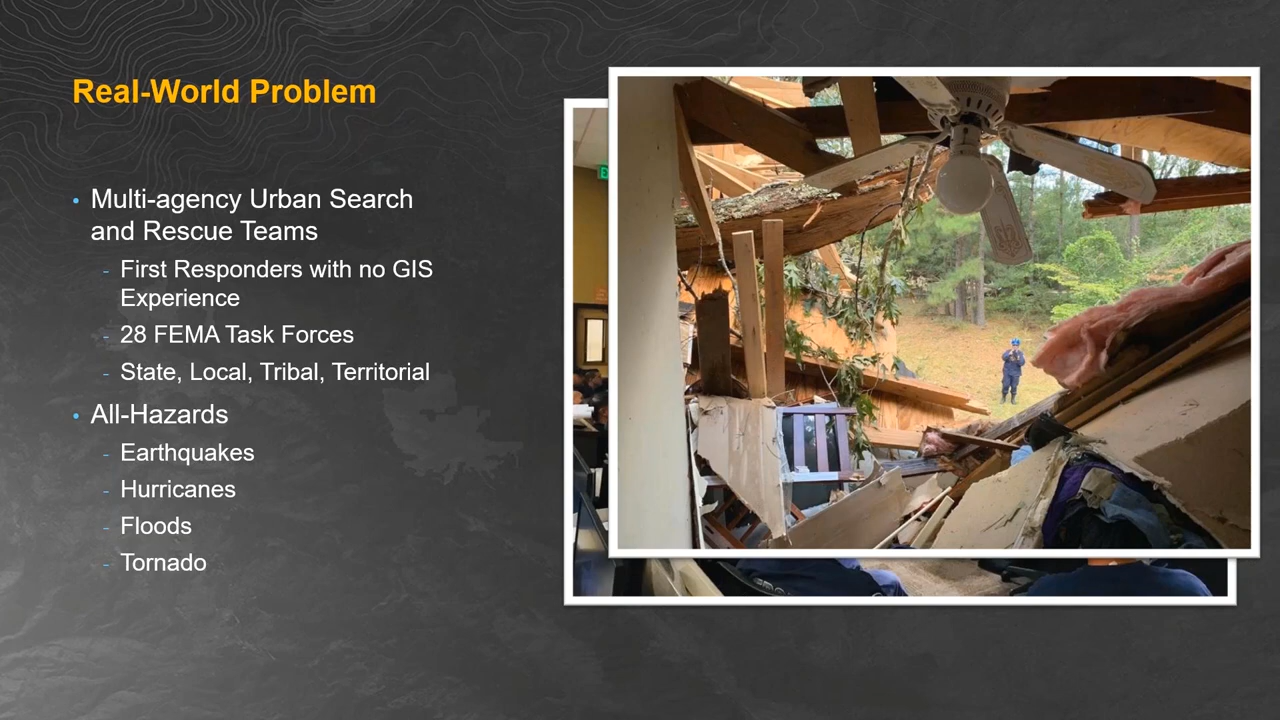 Real-World Problem
• Multi-agency Urban Search
and Rescue Teams
- First Responders with no GIS
Experience
- 28 FEMA Task Forces
- State, Local, Tribal, Territorial
• All-Hazards
- Earthquakes
- Hurricanes
- Floods
- Tornado